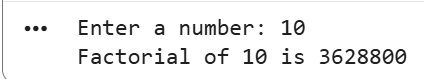 Enter a number: 10
Factorial of 10 is 3628800